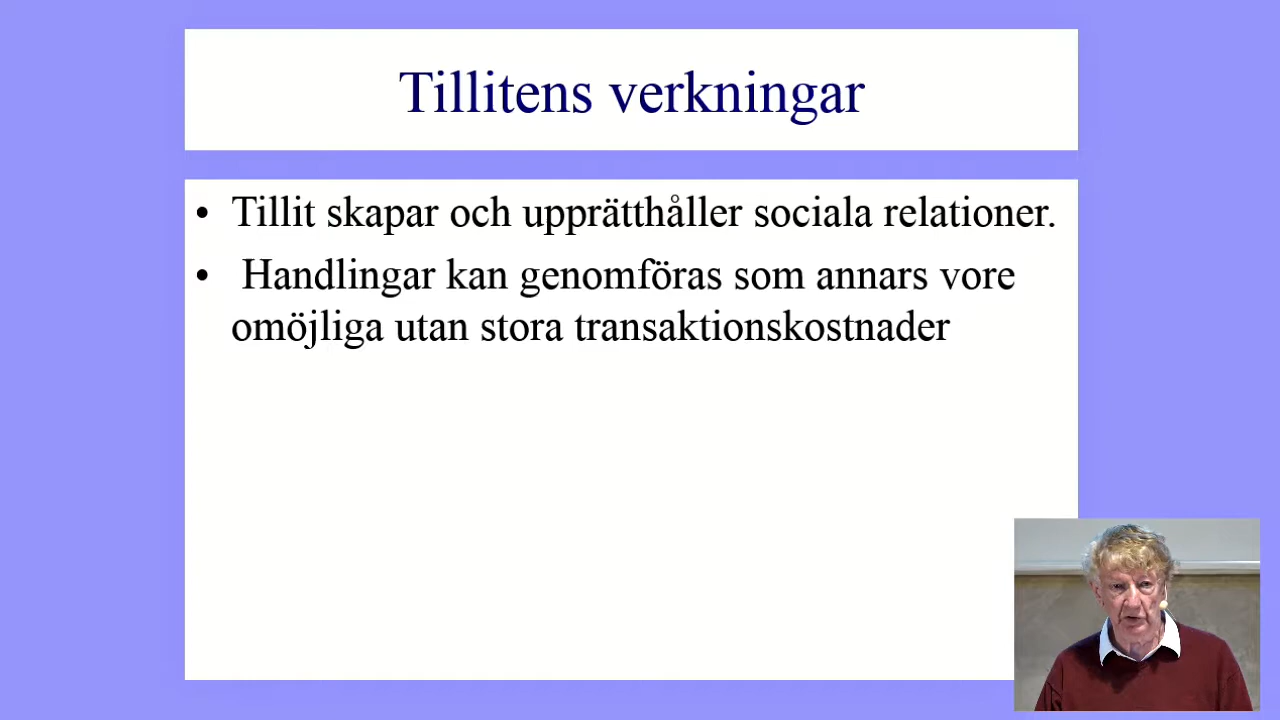 Tillitens verkningar
• Tillit skapar och upprätthåller sociala relationer.
• Handlingar kan genomföras som annars vore
omöjliga utan stora transaktionskostnader